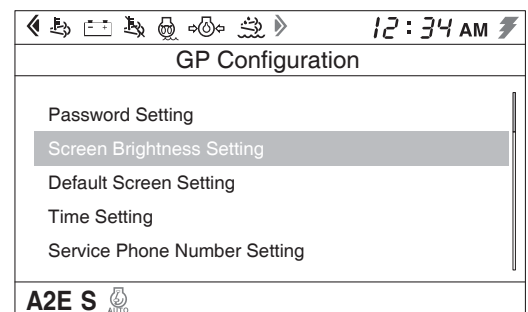 12:34 AM
GP Configuration
Password Setting
Screen Brightness Setting
Default Screen Setting
Time Setting
Service Phone Number Setting
A2E S AUTO